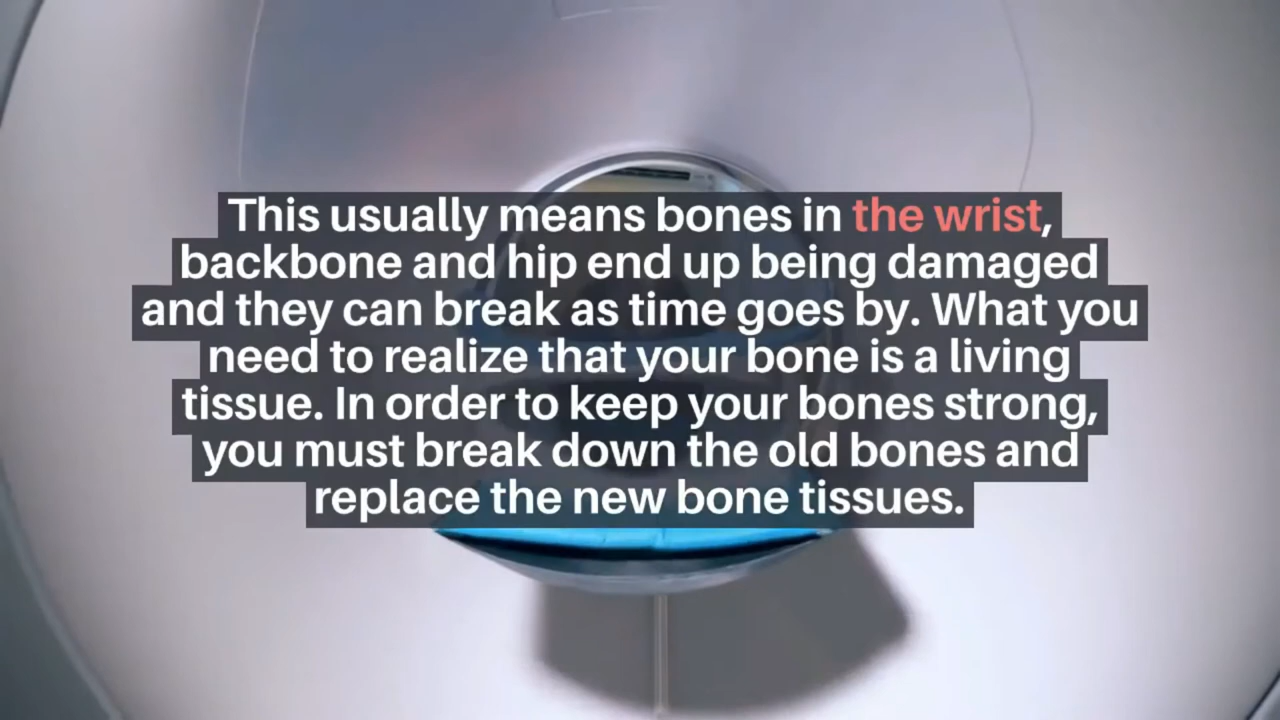 This usually means bones in the wrist,
backbone and hip end up being damaged
and they can break as time goes by. What you
need to realize that your bone is a living
tissue. In order to keep your bones strong,
you must break down the old bones and
replace the new bone tissues.